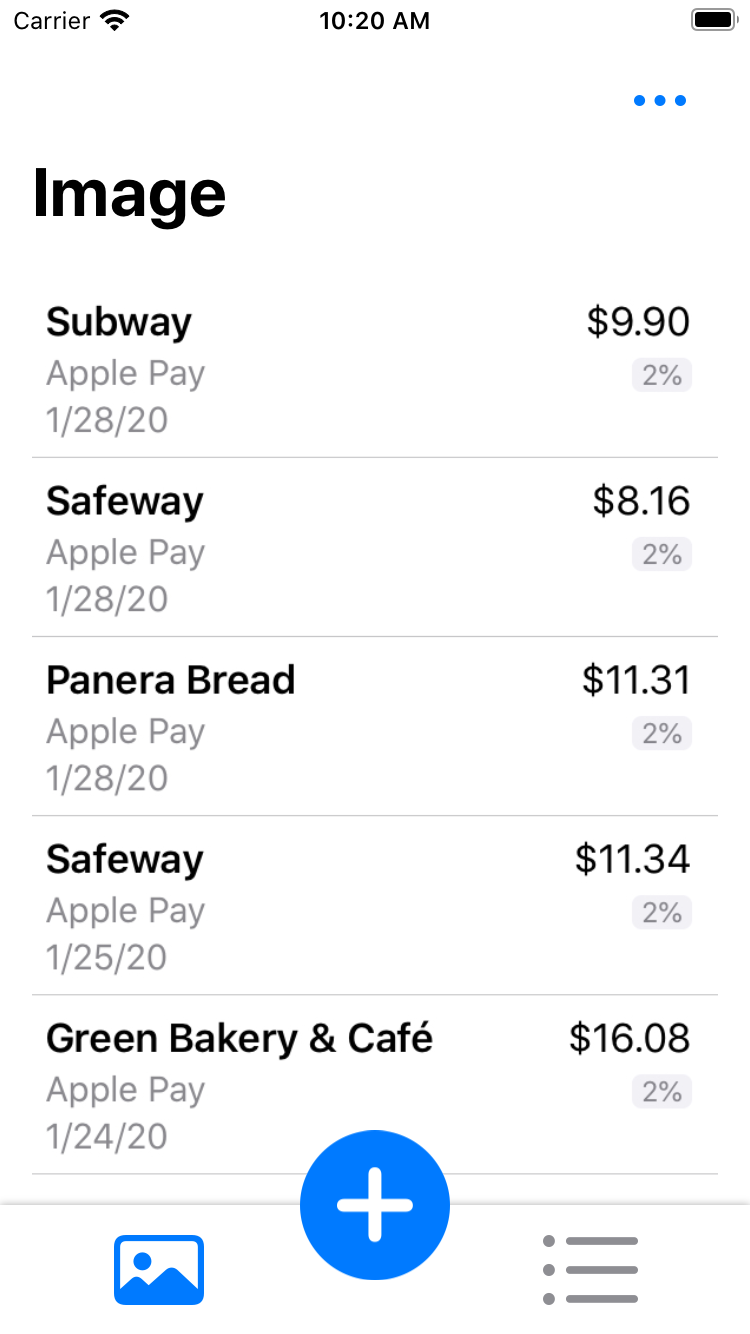 Carrier 10:20 AM
Image
Subway $9.90
Apple Pay 2%
1/28/20
Safeway $8.16
Apple Pay 2%
1/28/20
Panera Bread $11.31
Apple Pay 2%
1/28/20
Safeway $11.34
Apple Pay 2%
1/25/20
Green Bakery & Café $16.08
Apple Pay 2%
1/24/20